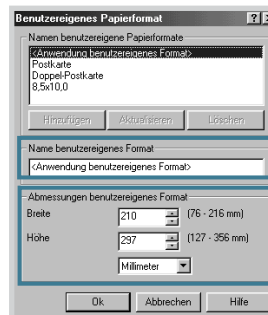 Benutzereigenes Papierformat
Namen benutzereigene Papierformate
<Anwendung benutzereigenes Format>
Postkarte
Doppel-Postkarte
8,5x10,0
Hinzufügen Aktualisieren Löschen
Name benutzereigenes Format
<Anwendung benutzereigenes Format>
Abmessungen benutzereigenes Format
Breite 210 (76 - 216 mm)
Höhe 297 (127 - 356 mm)
Millimeter
Ok Abbrechen Hilfe